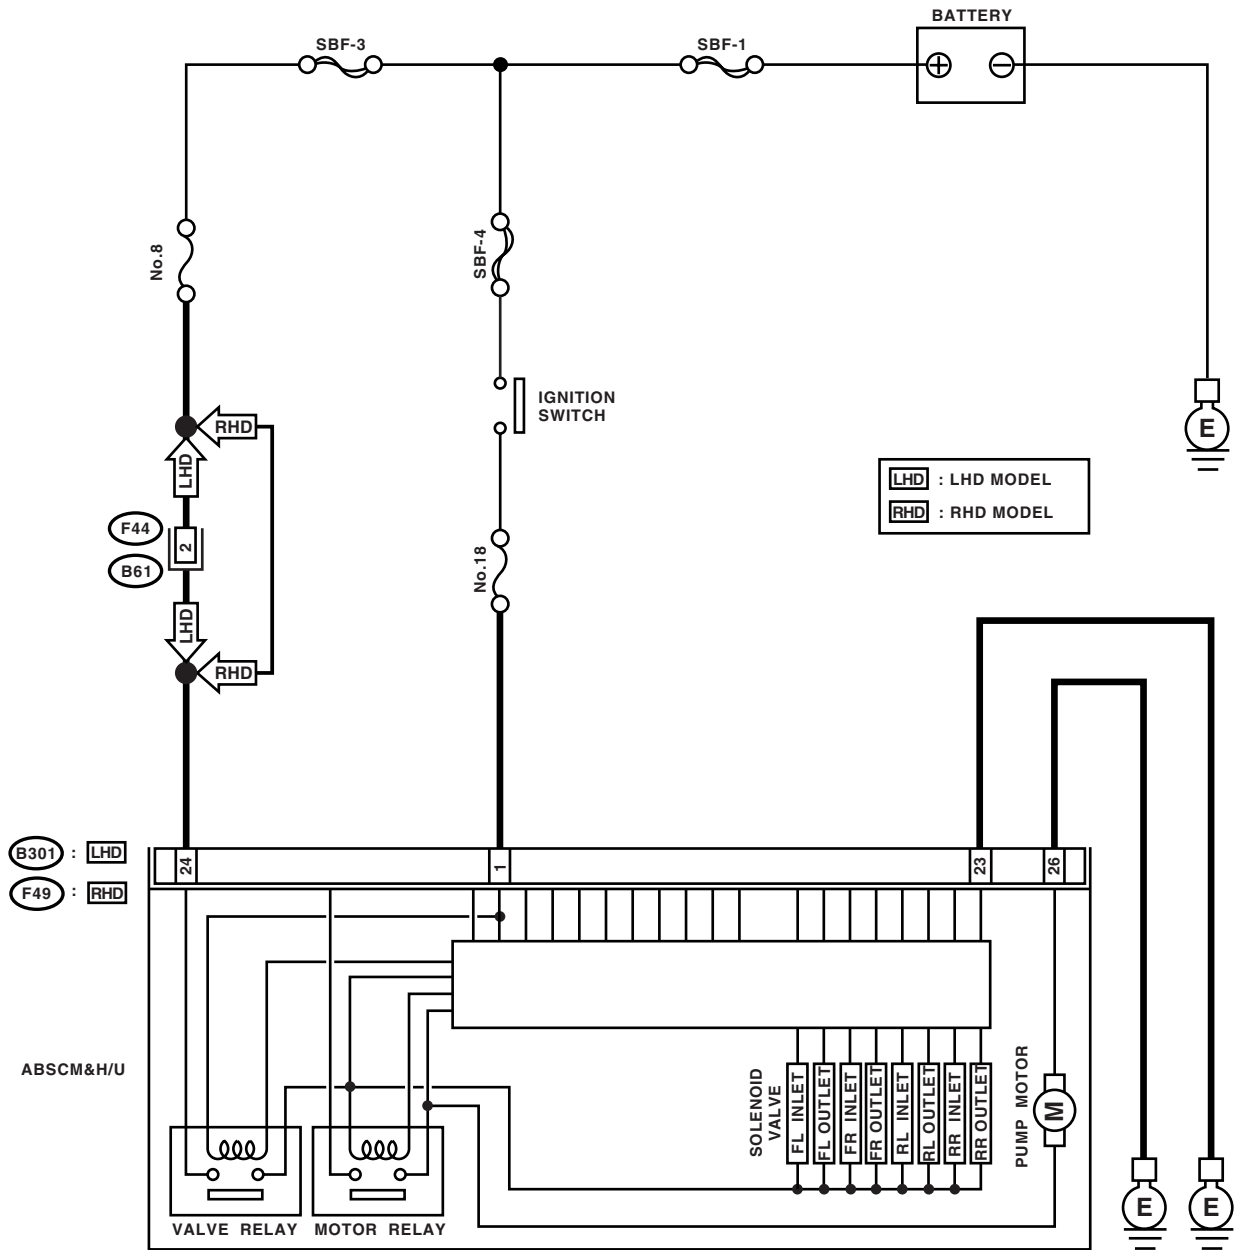 BATTERY
SBF-3
SBF-1
No.8
SBF-4
IGNITION
SWITCH
E
RHD
LHD
LHD : LHD MODEL
RHD : RHD MODEL
F44
2
B61
No.18
LHD
RHD
B301 : LHD
F49 : RHD
24
1
23
26
ABSCM&H/U
SOLENOID
VALVE
FL INLET
FL OUTLET
FR INLET
FR OUTLET
RL INLET
RL OUTLET
RR INLET
RR OUTLET
PUMP MOTOR
M
E
E
VALVE RELAY
MOTOR RELAY